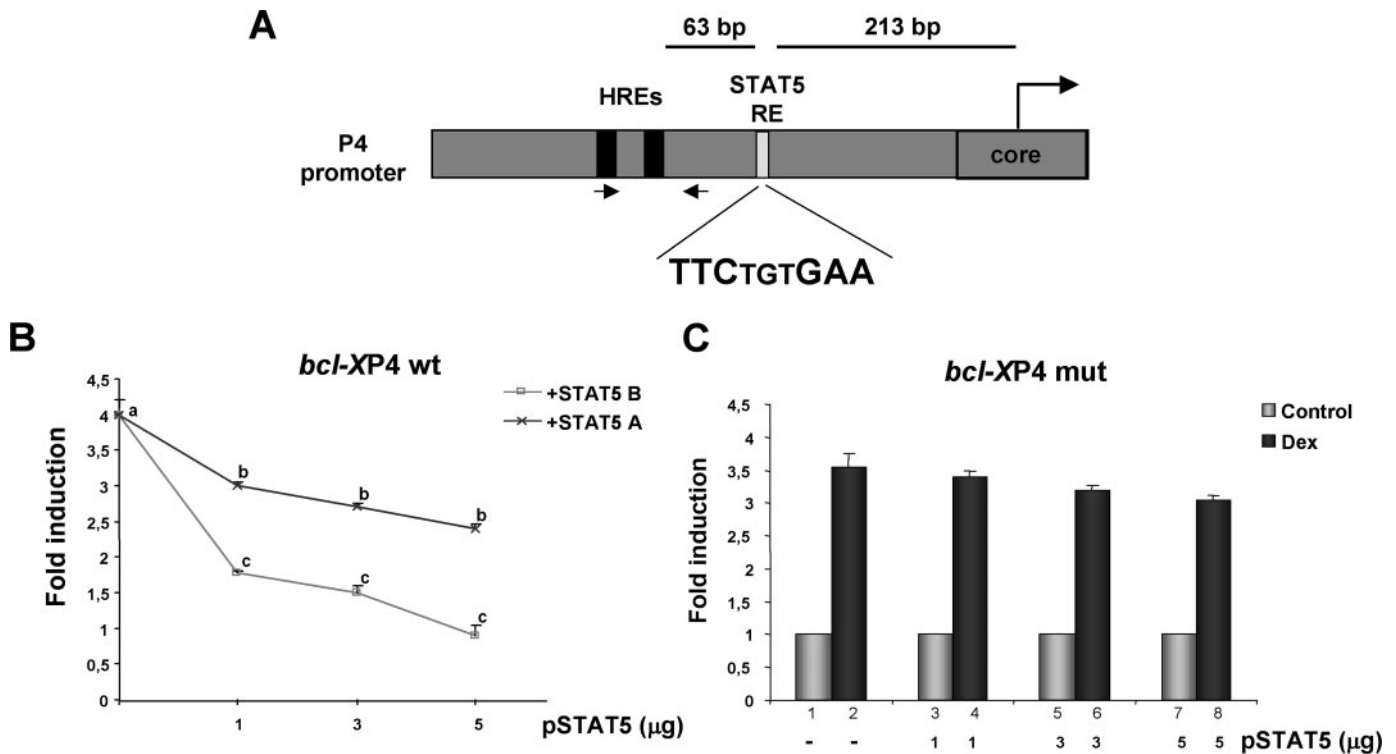 A
63 bp
213 bp
HREs
STAT5
RE
P4
promoter
core
TTCTGTGAA
B
bcl-XP4 wt
+STAT5 B
+STAT5 A
Fold induction
4,5
4
3,5
3
2,5
2
1,5
1
0,5
0
a
b
b
b
c
c
c
1 3 5
pSTAT5 (µg)
C
bcl-XP4 mut
Control
Dex
Fold induction
4,5
4
3,5
3
2,5
2
1,5
1
0,5
0
1 2 3 4 5 6 7 8
- - 1 1 3 3 5 5
pSTAT5 (µg)